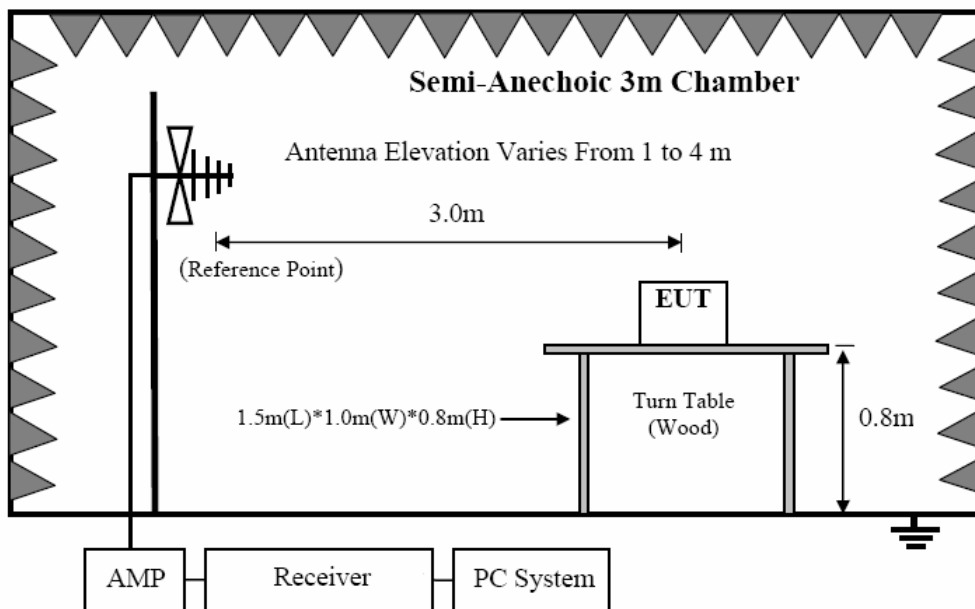 Semi-Anechoic 3m Chamber
Antenna Elevation Varies From 1 to 4 m
3.0m
(Reference Point)
EUT
1.5m(L)*1.0m(W)*0.8m(H)
Turn Table
(Wood)
0.8m
AMP
Receiver
PC System